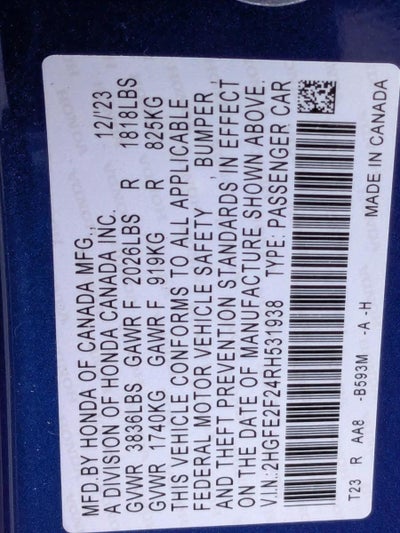 MFD.BY HONDA OF CANADA MFG.,
A DIVISION OF HONDA CANADA INC. 12/'23
GVWR 3836LBS GAWR F 2026LBS R 1818LBS
GVWR 1740KG GAWR F 919KG R 825KG
THIS VEHICLE CONFORMS TO ALL APPLICABLE
FEDERAL MOTOR VEHICLE SAFETY , BUMPER ,
AND THEFT PREVENTION STANDARDS IN EFFECT
ON THE DATE OF MANUFACTURE SHOWN ABOVE.
V.I.N.:2HGFE2F24RH531938 TYPE: PASSENGER CAR
T23 R AA8 -B593M -A -H MADE IN CANADA